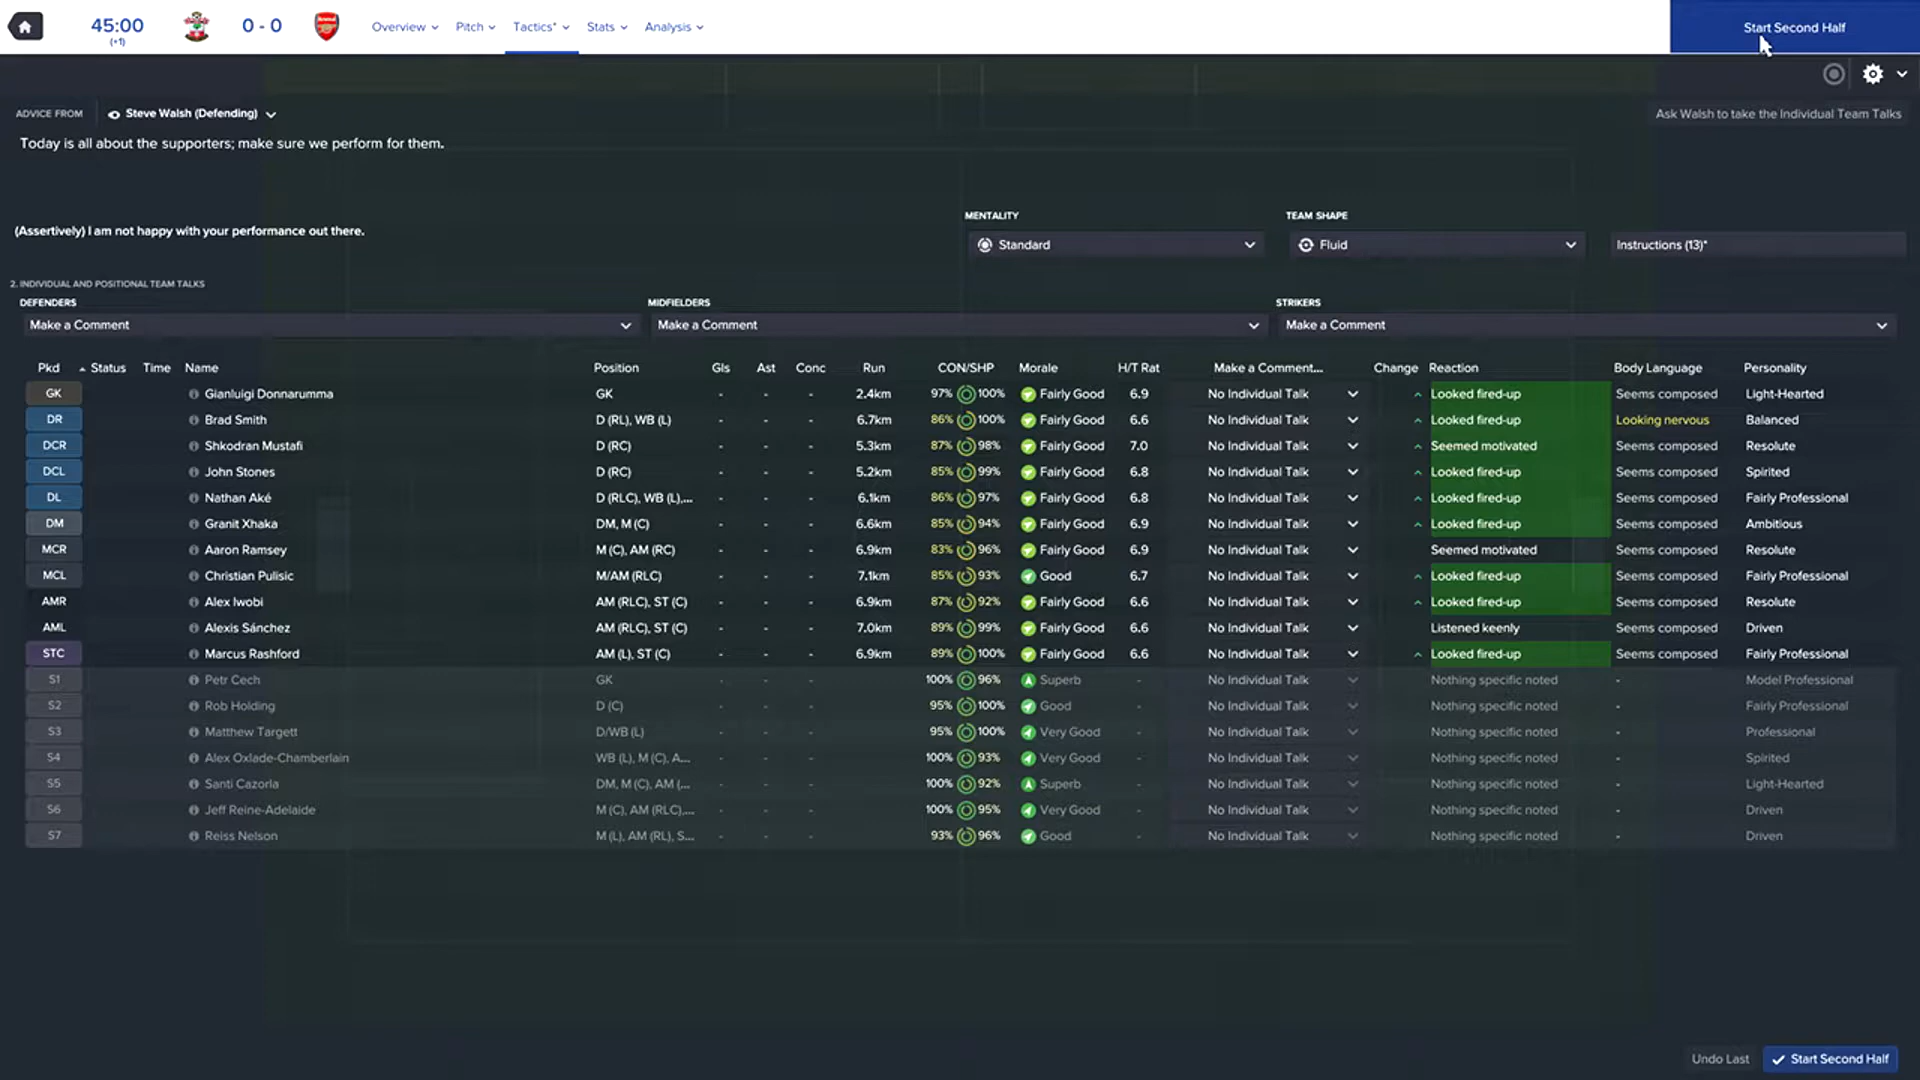 45:00 0 - 0 Overview Pitch Tactics* Stats Analysis Start Second Half
(+1)
ADVICE FROM Steve Walsh (Defending) Ask Walsh to take the Individual Team Talks
Today is all about the supporters; make sure we perform for them.
MENTALITY TEAM SHAPE
(Assertively) I am not happy with your performance out there. Standard Fluid Instructions (13)*
2. INDIVIDUAL AND POSITIONAL TEAM TALKS
DEFENDERS MIDFIELDERS STRIKERS
Make a Comment Make a Comment Make a Comment
Pkd Status Time Name Position Gls Ast Conc Run CON/SHP Morale H/T Rat Make a Comment... Change Reaction Body Language Personality
GK Gianluigi Donnarumma GK - - - 2.4km 97% 100% Fairly Good 6.9 No Individual Talk Looked fired-up Seems composed Light-Hearted
DR Brad Smith D (RL), WB (L) - - - 6.7km 86% 100% Fairly Good 6.6 No Individual Talk Looked fired-up Looking nervous Balanced
DCR Shkodran Mustafi D (RC) - - - 5.3km 87% 98% Fairly Good 7.0 No Individual Talk Seemed motivated Seems composed Resolute
DCL John Stones D (RC) - - - 5.2km 85% 99% Fairly Good 6.8 No Individual Talk Looked fired-up Seems composed Spirited
DL Nathan Aké D (RLC), WB (L),... - - - 6.1km 86% 97% Fairly Good 6.8 No Individual Talk Looked fired-up Seems composed Fairly Professional
DM Granit Xhaka DM, M (C) - - - 6.6km 85% 94% Fairly Good 6.9 No Individual Talk Looked fired-up Seems composed Ambitious
MCR Aaron Ramsey M (C), AM (RC) - - - 6.9km 83% 96% Fairly Good 6.9 No Individual Talk Seemed motivated Seems composed Resolute
MCL Christian Pulisic M/AM (RLC) - - - 7.1km 85% 93% Good 6.7 No Individual Talk Looked fired-up Seems composed Fairly Professional
AMR Alex Iwobi AM (RLC), ST (C) - - - 6.9km 87% 92% Fairly Good 6.6 No Individual Talk Looked fired-up Seems composed Resolute
AML Alexis Sánchez AM (RLC), ST (C) - - - 7.0km 89% 99% Fairly Good 6.6 No Individual Talk Listened keenly Seems composed Driven
STC Marcus Rashford AM (L), ST (C) - - - 6.9km 89% 100% Fairly Good 6.6 No Individual Talk Looked fired-up Seems composed Fairly Professional
S1 Petr Cech GK - - - 100% 96% Superb - No Individual Talk Nothing specific noted - Model Professional
S2 Rob Holding D (C) - - - 95% 100% Good - No Individual Talk Nothing specific noted - Fairly Professional
S3 Matthew Targett D/WB (L) - - - 95% 100% Very Good - No Individual Talk Nothing specific noted - Professional
S4 Alex Oxlade-Chamberlain WB (L), M (C), A... - - - 100% 93% Very Good - No Individual Talk Nothing specific noted - Spirited
S5 Santi Cazorla DM, M (C), AM (... - - - 100% 92% Superb - No Individual Talk Nothing specific noted - Light-Hearted
S6 Jeff Reine-Adelaide M (C), AM (RLC),... - - - 100% 95% Very Good - No Individual Talk Nothing specific noted - Driven
S7 Reiss Nelson M (L), AM (RL), S... - - - 93% 96% Good - No Individual Talk Nothing specific noted - Driven
Undo Last Start Second Half